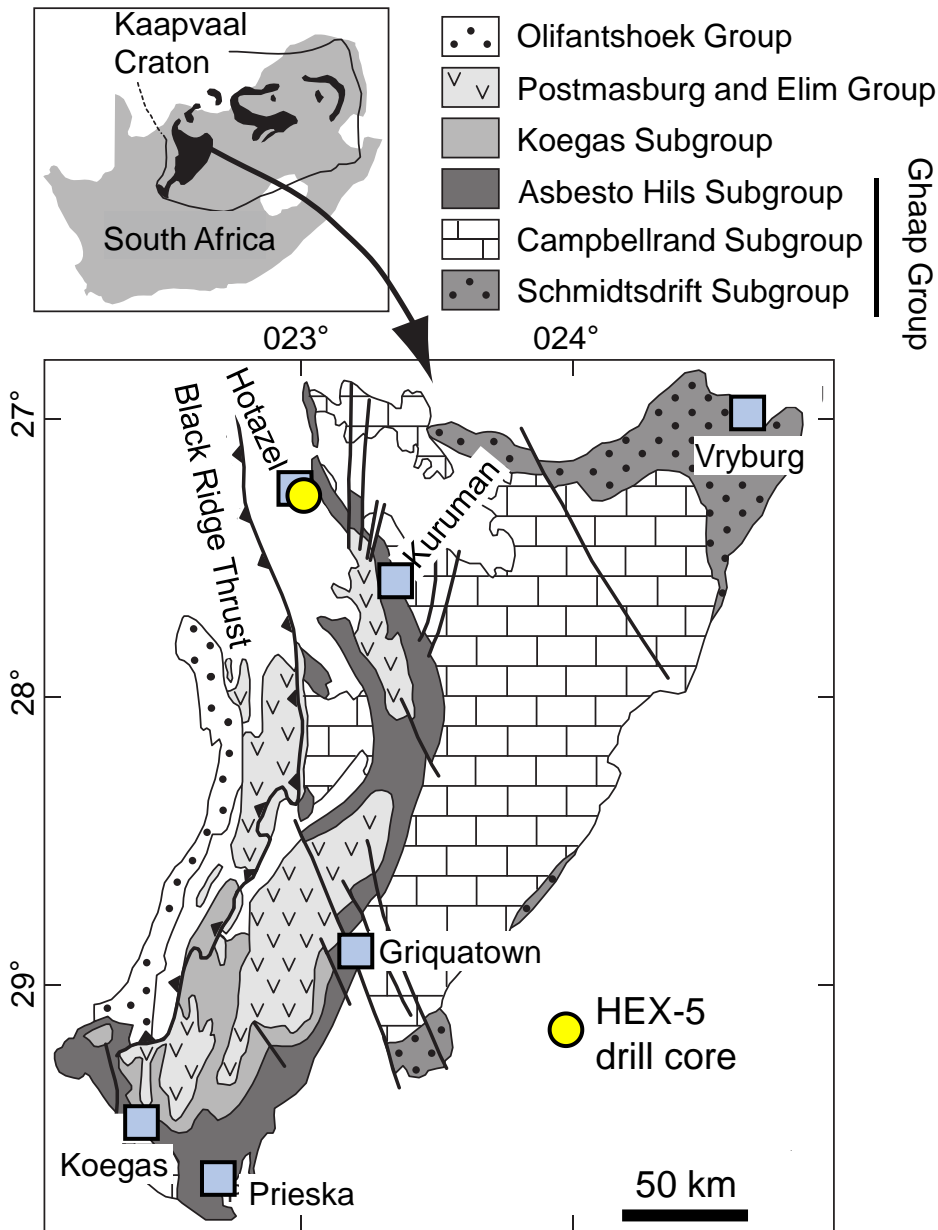 Kaapvaal
Craton
South Africa
Olifantshoek Group
Postmasburg and Elim Group
Koegas Subgroup
Asbesto Hils Subgroup
Campbellrand Subgroup
Schmidtsdrift Subgroup
Ghaap Group
023°
024°
27°
28°
29°
Black Ridge Thrust
Hotazel
Kuruman
Vryburg
Griquatown
HEX-5
drill core
Koegas
Prieska
50 km